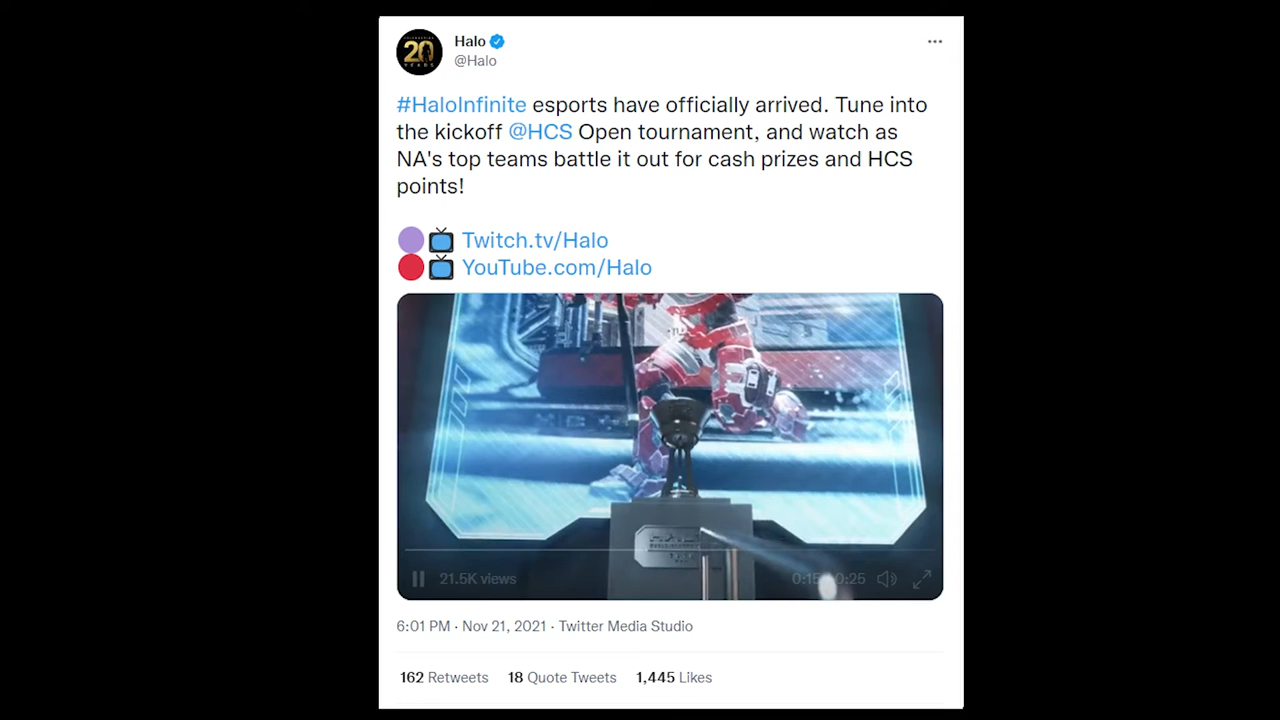 20
YEARS
Halo
@Halo
#HaloInfinite esports have officially arrived. Tune into
the kickoff @HCS Open tournament, and watch as
NA's top teams battle it out for cash prizes and HCS
points!
Twitch.tv/Halo
YouTube.com/Halo
21.5K views
0:15
0:25
6:01 PM · Nov 21, 2021 · Twitter Media Studio
162 Retweets 18 Quote Tweets 1,445 Likes